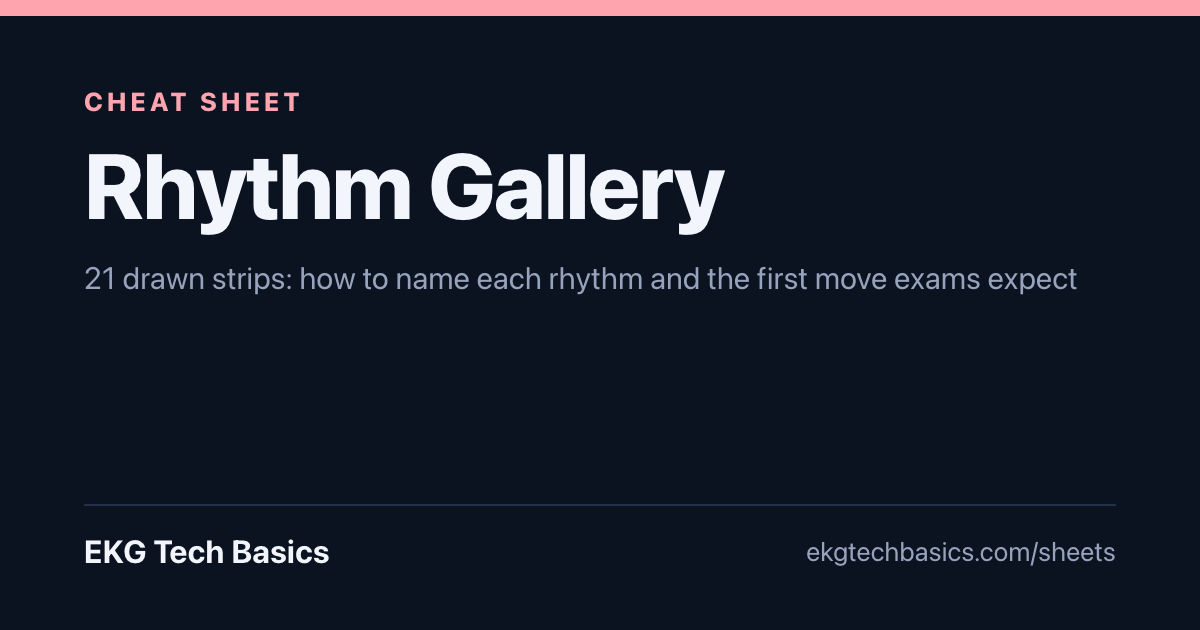 CHEAT SHEET
Rhythm Gallery
21 drawn strips: how to name each rhythm and the first move exams expect
EKG Tech Basics
ekgtechbasics.com/sheets